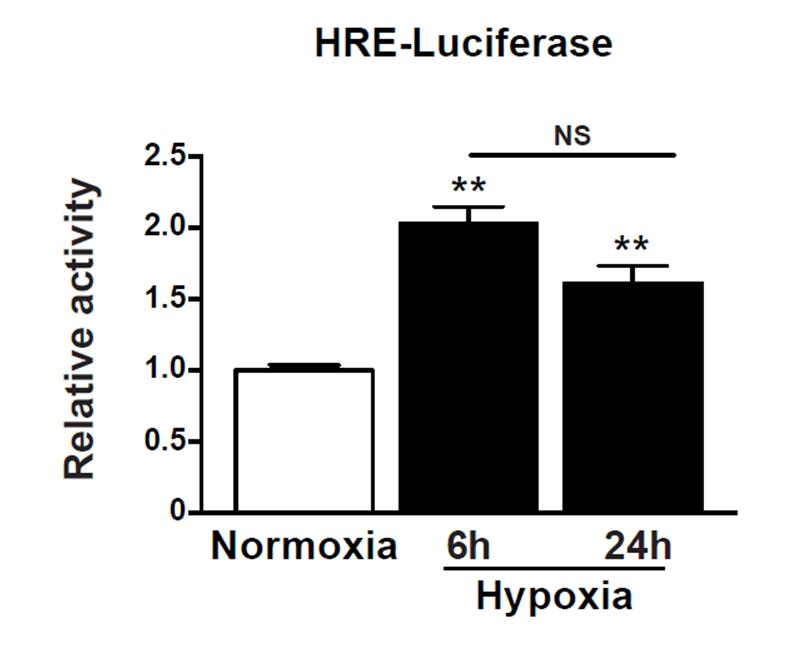 HRE-Luciferase
NS
2.5
**
2.0
**
1.5
1.0
0.5
0
Relative activity
Normoxia 6h 24h
Hypoxia